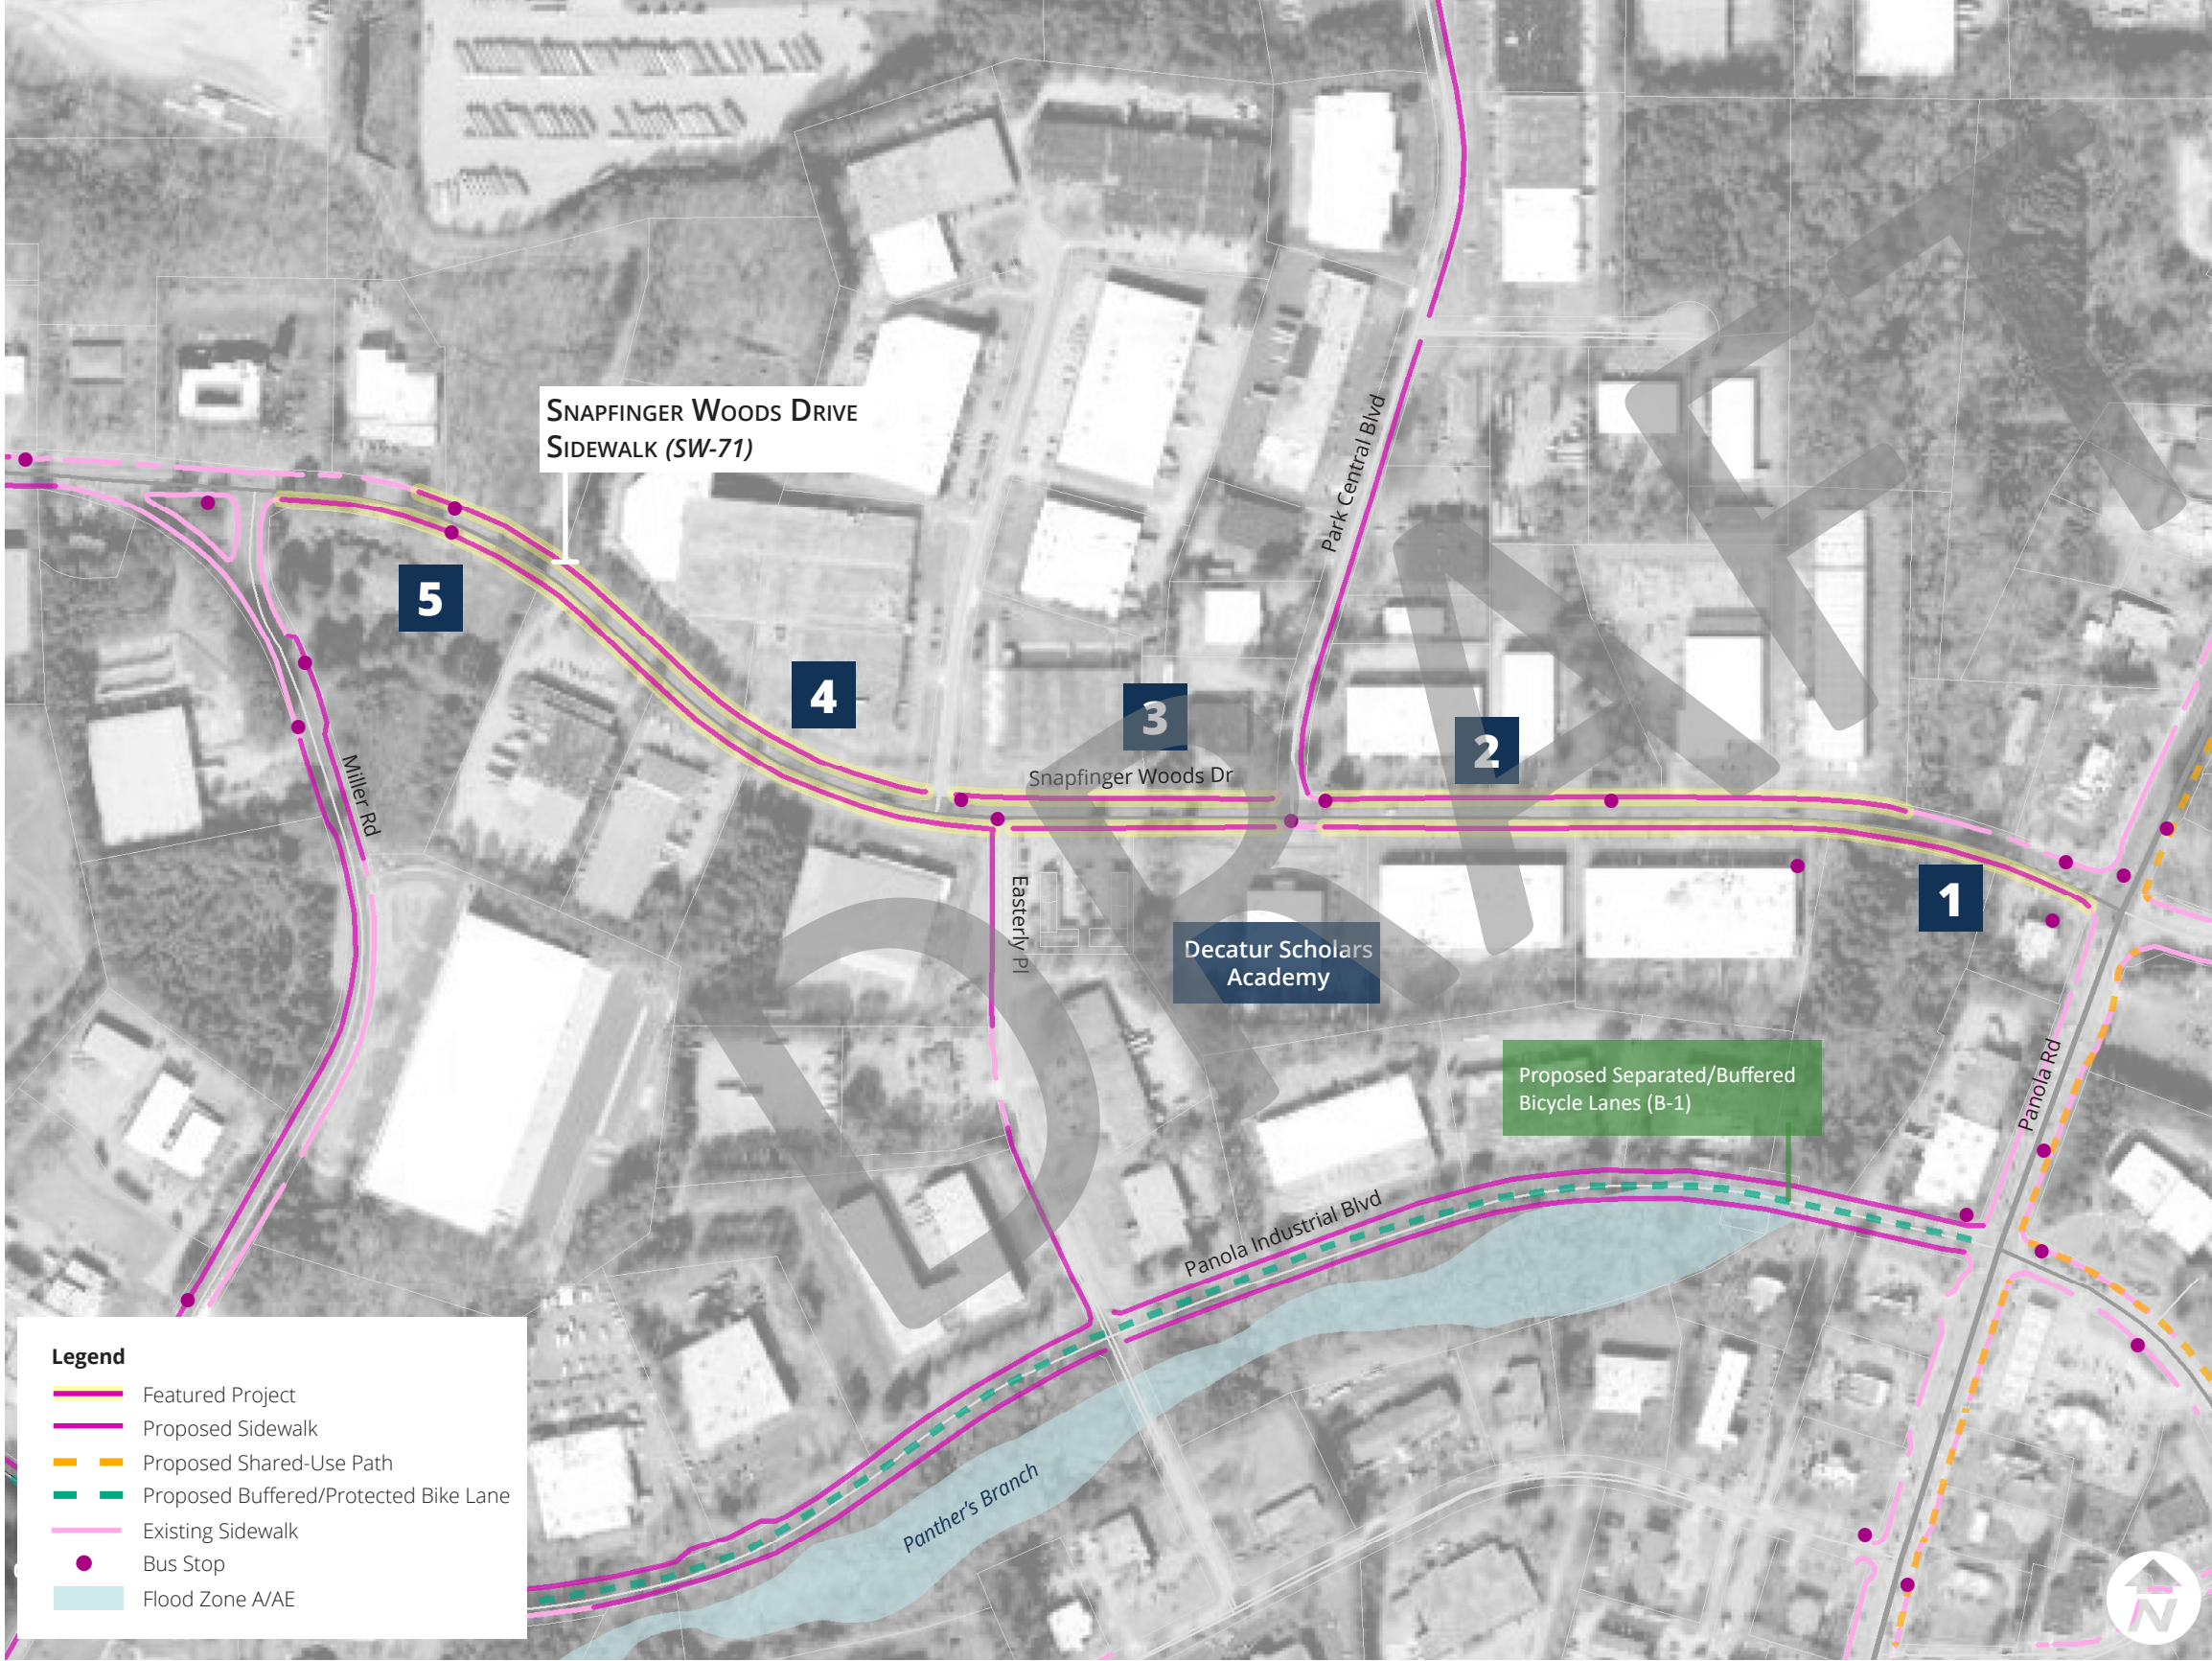 SNAPFINGER WOODS DRIVE
SIDEWALK (SW-71)
Park Central Blvd
5
4
3
2
Snapfinger Woods Dr
Miller Rd
1
Easterly Pl
Decatur Scholars
Academy
Proposed Separated/Buffered
Bicycle Lanes (B-1)
Panola Rd
Panola Industrial Blvd
Panther's Branch
DRAFT
Legend
Featured Project
Proposed Sidewalk
Proposed Shared-Use Path
Proposed Buffered/Protected Bike Lane
Existing Sidewalk
Bus Stop
Flood Zone A/AE
N